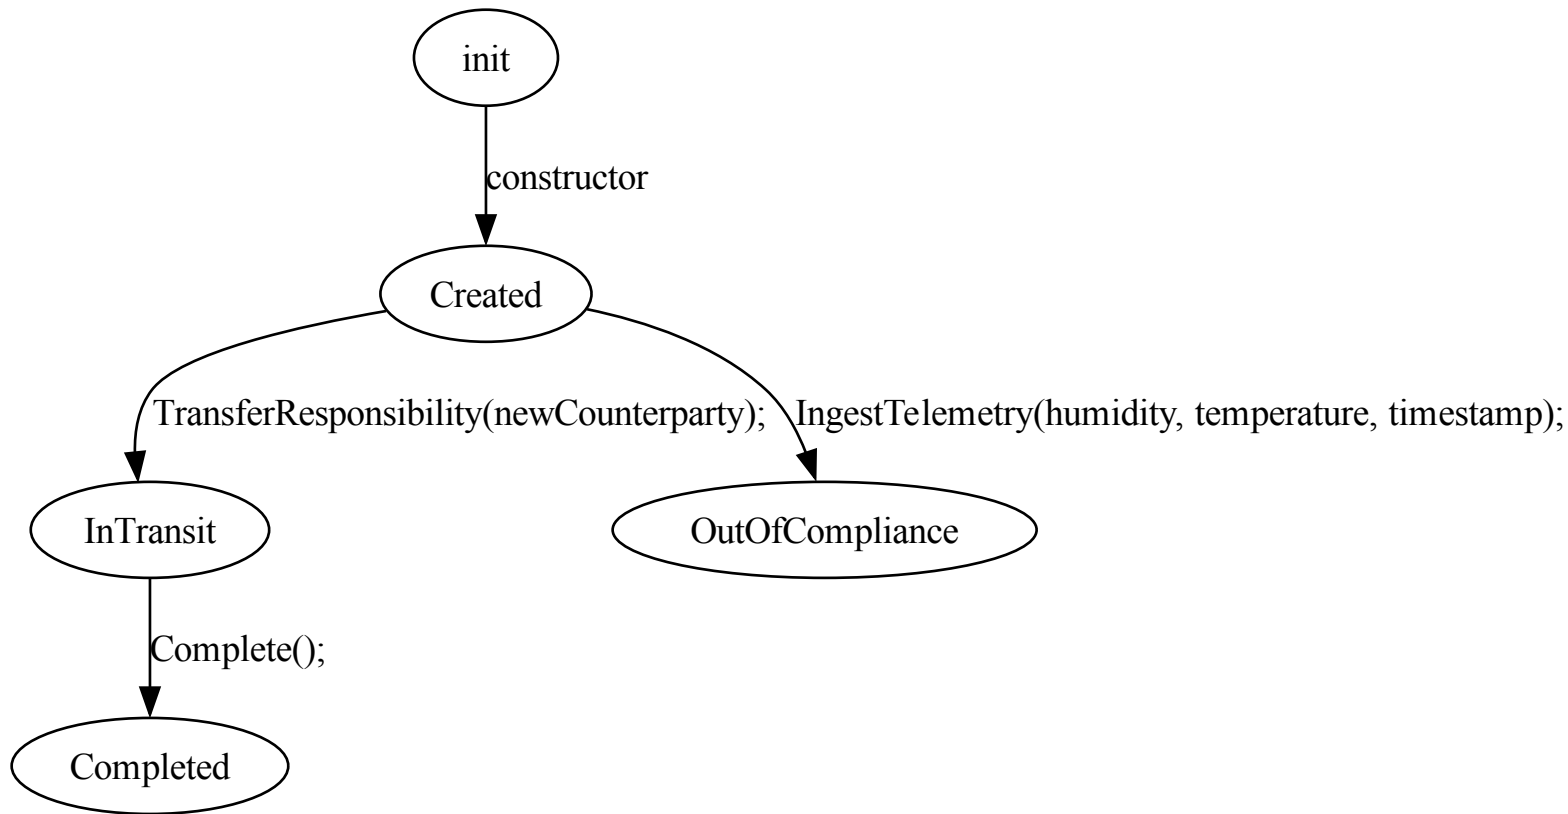 init
constructor
Created
TransferResponsibility(newCounterparty);
IngestTelemetry(humidity, temperature, timestamp);
InTransit
OutOfCompliance
Complete();
Completed